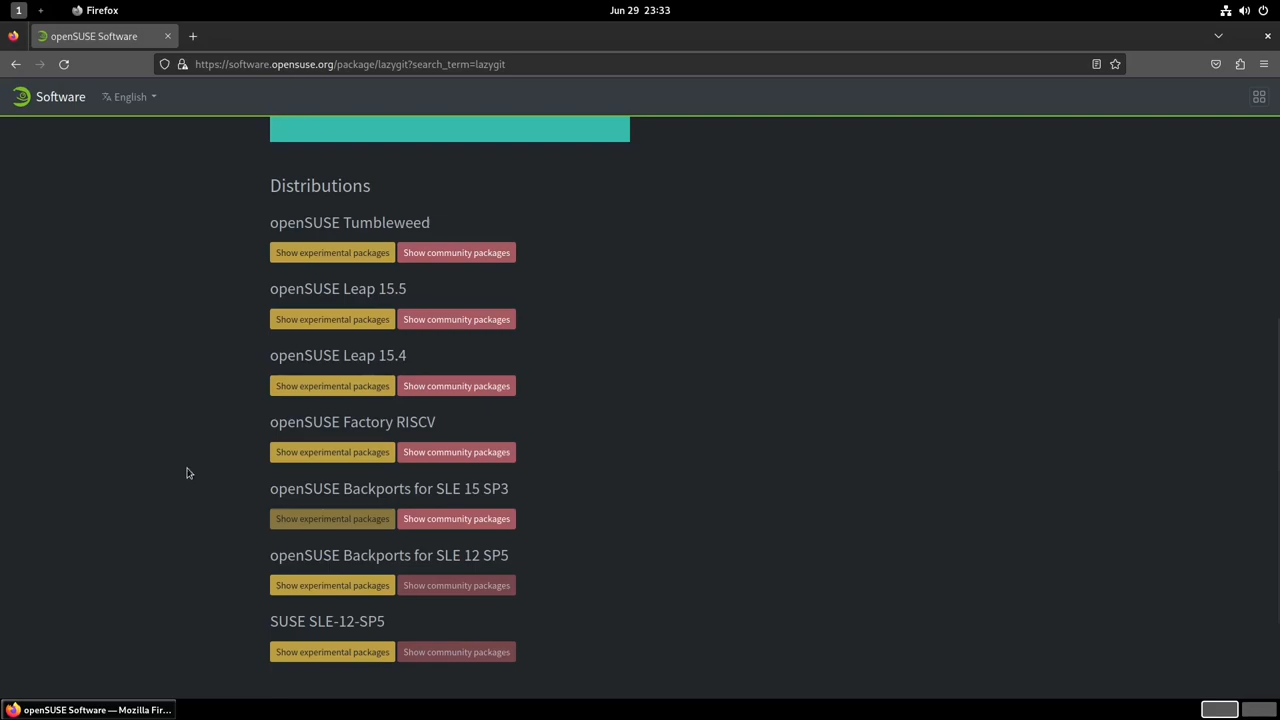 1
+
Firefox
Jun 29 23:33
openSUSE Software
https://software.opensuse.org/package/lazygit?search_term=lazygit
Software
English
Distributions
openSUSE Tumbleweed
Show experimental packages Show community packages
openSUSE Leap 15.5
Show experimental packages Show community packages
openSUSE Leap 15.4
Show experimental packages Show community packages
openSUSE Factory RISCV
Show experimental packages Show community packages
openSUSE Backports for SLE 15 SP3
Show experimental packages Show community packages
openSUSE Backports for SLE 12 SP5
Show experimental packages Show community packages
SUSE SLE-12-SP5
Show experimental packages Show community packages
openSUSE Software — Mozilla Fir...